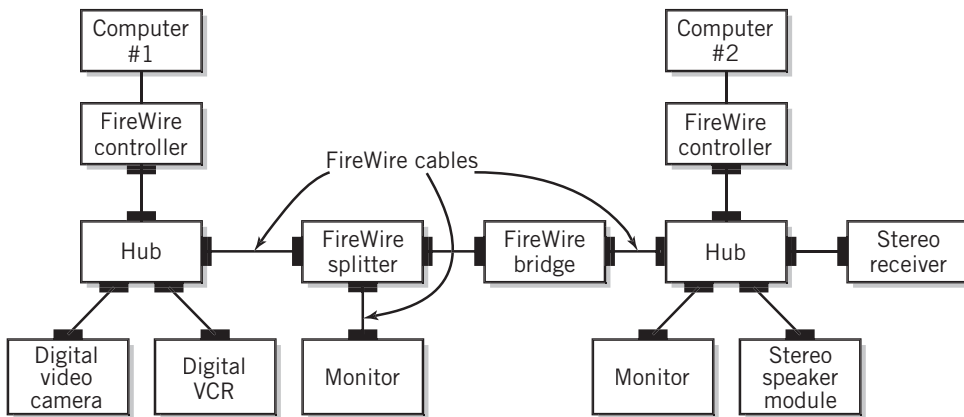 Computer
#1
Computer
#2
FireWire
controller
FireWire
controller
FireWire cables
Hub
FireWire
splitter
FireWire
bridge
Hub
Stereo
receiver
Digital
video
camera
Digital
VCR
Monitor
Monitor
Stereo
speaker
module